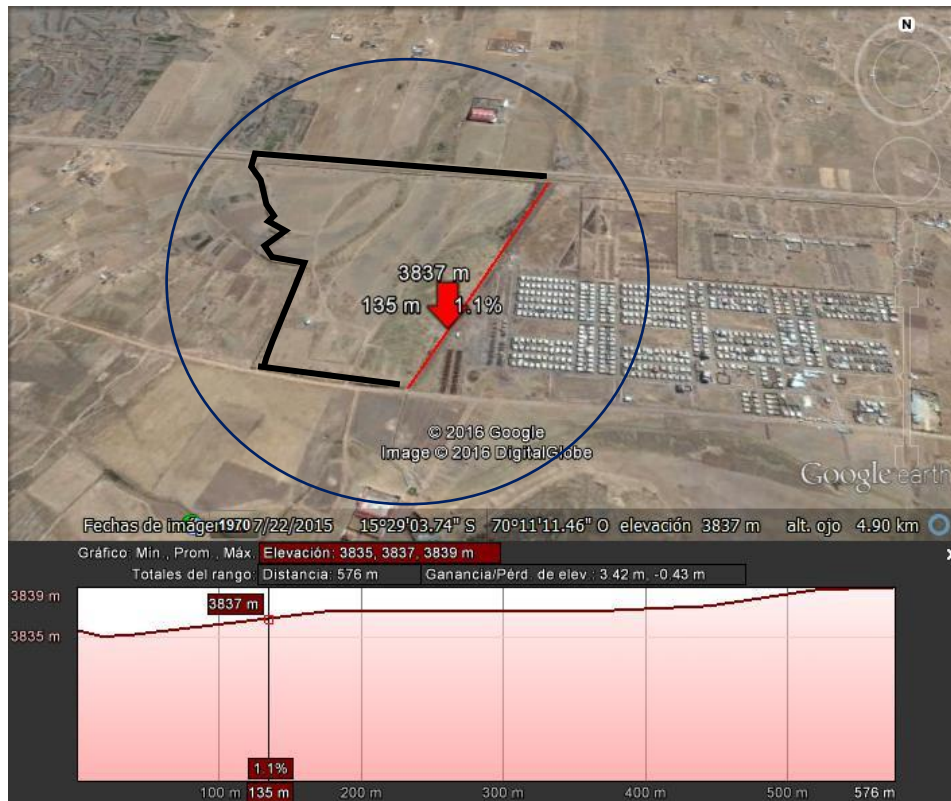 N
3837 m
135 m 1.1%
© 2016 Google
Image © 2016 DigitalGlobe
Google earth
1970
Fechas de imágenes: 7/22/2015 15°29'03.74" S 70°11'11.46" O elevación 3837 m alt. ojo 4.90 km
Gráfico: Min , Prom , Máx. Elevación: 3835, 3837, 3839 m
Totales del rango: Distancia: 576 m Ganancia/Pérd. de elev.: 3.42 m, -0.43 m
3839 m
3837 m
3835 m
1.1%
100 m 135 m 200 m 300 m 400 m 500 m 576 m